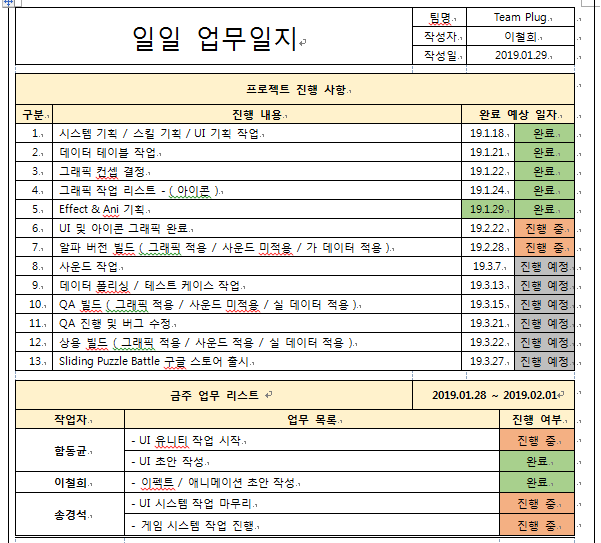 일일 업무일지
팀명 Team Plug
작성자 이철희
작성일 2019.01.29.
프로젝트 진행 사항
구분 진행 내용 완료 예상 일자
1. 시스템 기획 / 스킬 기획 / UI 기획 작업 19.1.18. 완료
2. 데이터 테이블 작업 19.1.21. 완료
3. 그래픽 컨셉 결정 19.1.22. 완료
4. 그래픽 작업 리스트 - ( 아이콘 ) 19.1.24. 완료
5. Effect & Ani 기획 19.1.29. 완료
6. UI 및 아이콘 그래픽 완료 19.2.22. 진행 중
7. 알파 버전 빌드 ( 그래픽 적용 / 사운드 미적용 / 가 데이터 적용 ) 19.2.28. 진행 중
8. 사운드 작업 19.3.7. 진행 예정
9. 데이터 폴리싱 / 테스트 케이스 작업 19.3.13. 진행 예정
10. QA 빌드 ( 그래픽 적용 / 사운드 미적용 / 실 데이터 적용 ) 19.3.15. 진행 예정
11. QA 진행 및 버그 수정 19.3.21. 진행 예정
12. 상용 빌드 ( 그래픽 적용 / 사운드 적용 / 실 데이터 적용 ) 19.3.22. 진행 예정
13. Sliding Puzzle Battle 구글 스토어 출시 19.3.27. 진행 예정
금주 업무 리스트 2019.01.28 ~ 2019.02.01
작업자 업무 목록 진행 여부
함동균 - UI 유니티 작업 시작 진행 중
- UI 초안 작성 완료
이철희 - 이펙트 / 애니메이션 초안 작성 완료
송경석 - UI 시스템 작업 마무리 진행 중
- 게임 시스템 작업 진행 진행 중